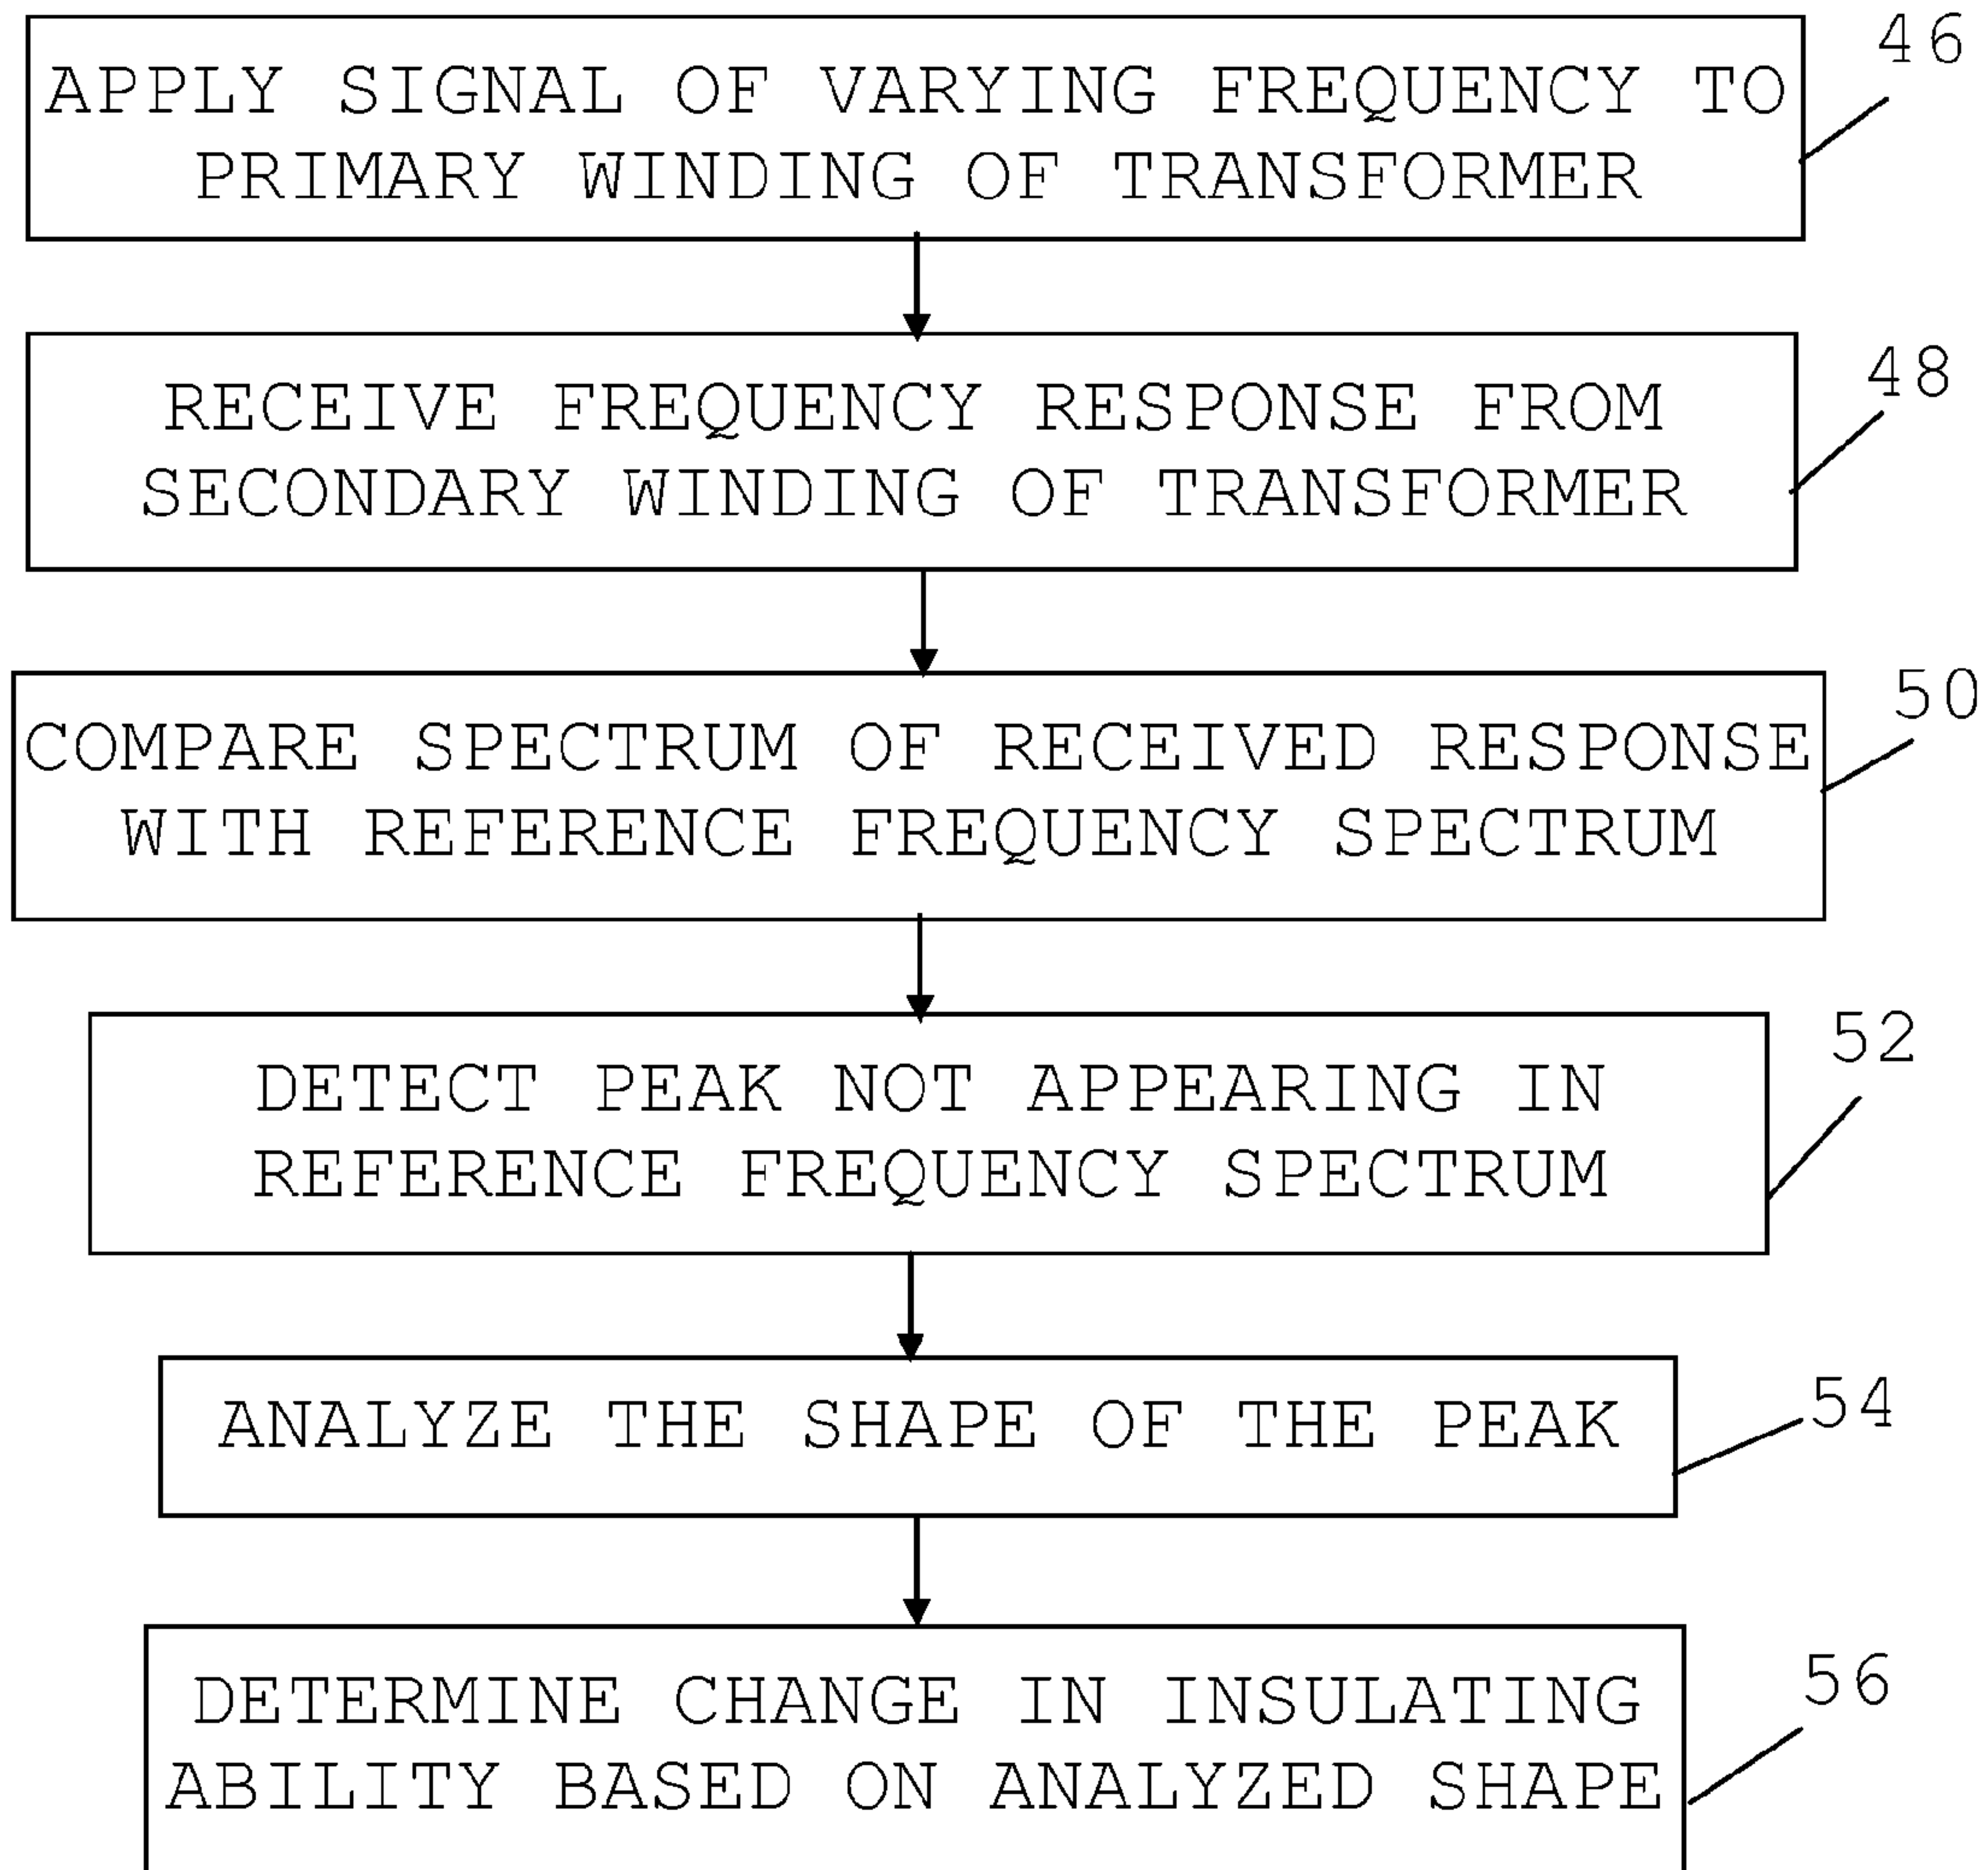 46
APPLY SIGNAL OF VARYING FREQUENCY TO
PRIMARY WINDING OF TRANSFORMER
48
RECEIVE FREQUENCY RESPONSE FROM
SECONDARY WINDING OF TRANSFORMER
50
COMPARE SPECTRUM OF RECEIVED RESPONSE
WITH REFERENCE FREQUENCY SPECTRUM
52
DETECT PEAK NOT APPEARING IN
REFERENCE FREQUENCY SPECTRUM
54
ANALYZE THE SHAPE OF THE PEAK
56
DETERMINE CHANGE IN INSULATING
ABILITY BASED ON ANALYZED SHAPE